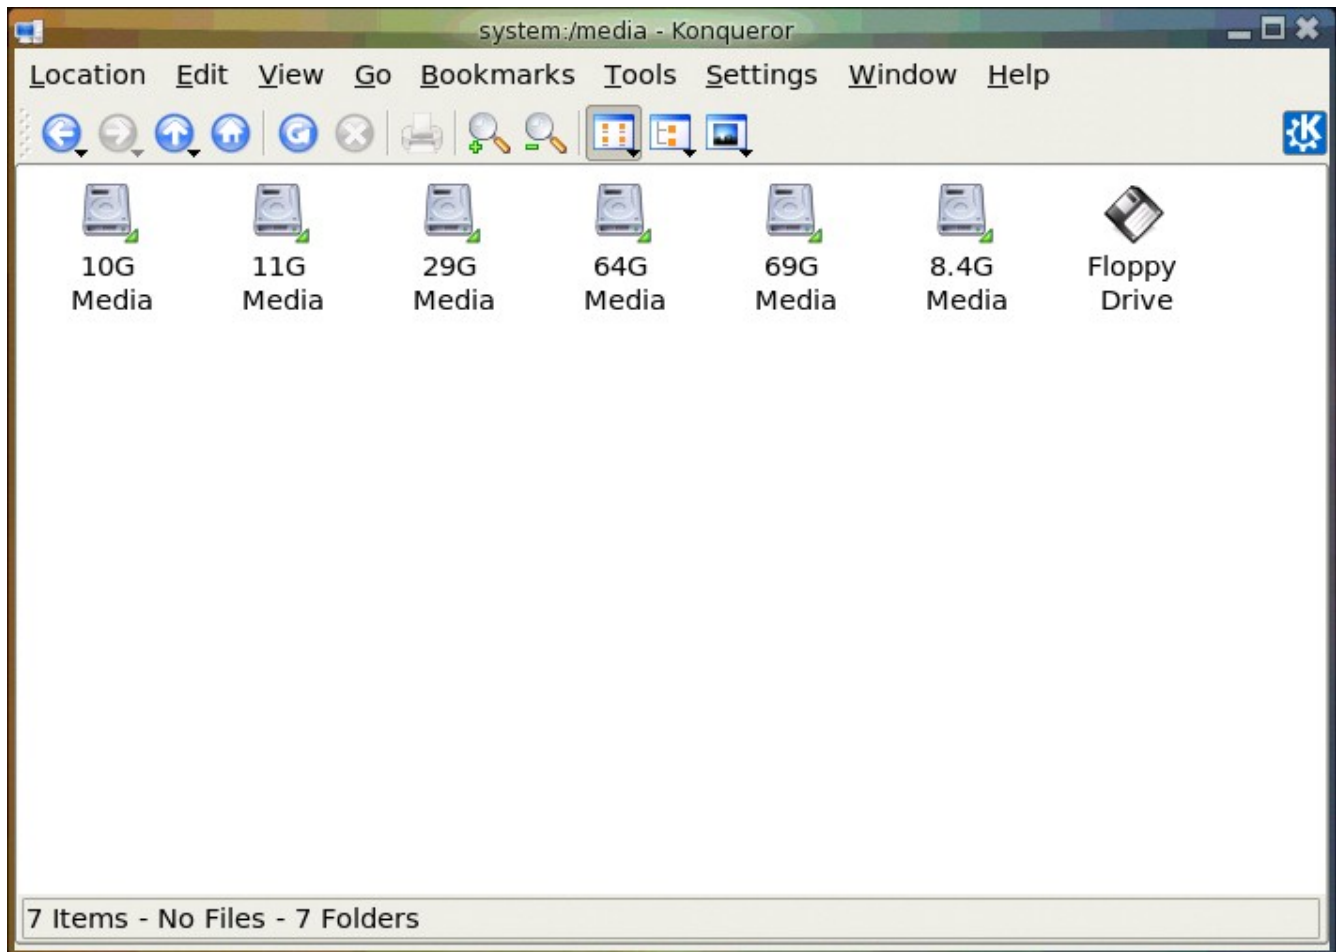 system:/media - Konqueror
Location Edit View Go Bookmarks Tools Settings Window Help
K
10G Media
11G Media
29G Media
64G Media
69G Media
8.4G Media
Floppy Drive
7 Items - No Files - 7 Folders